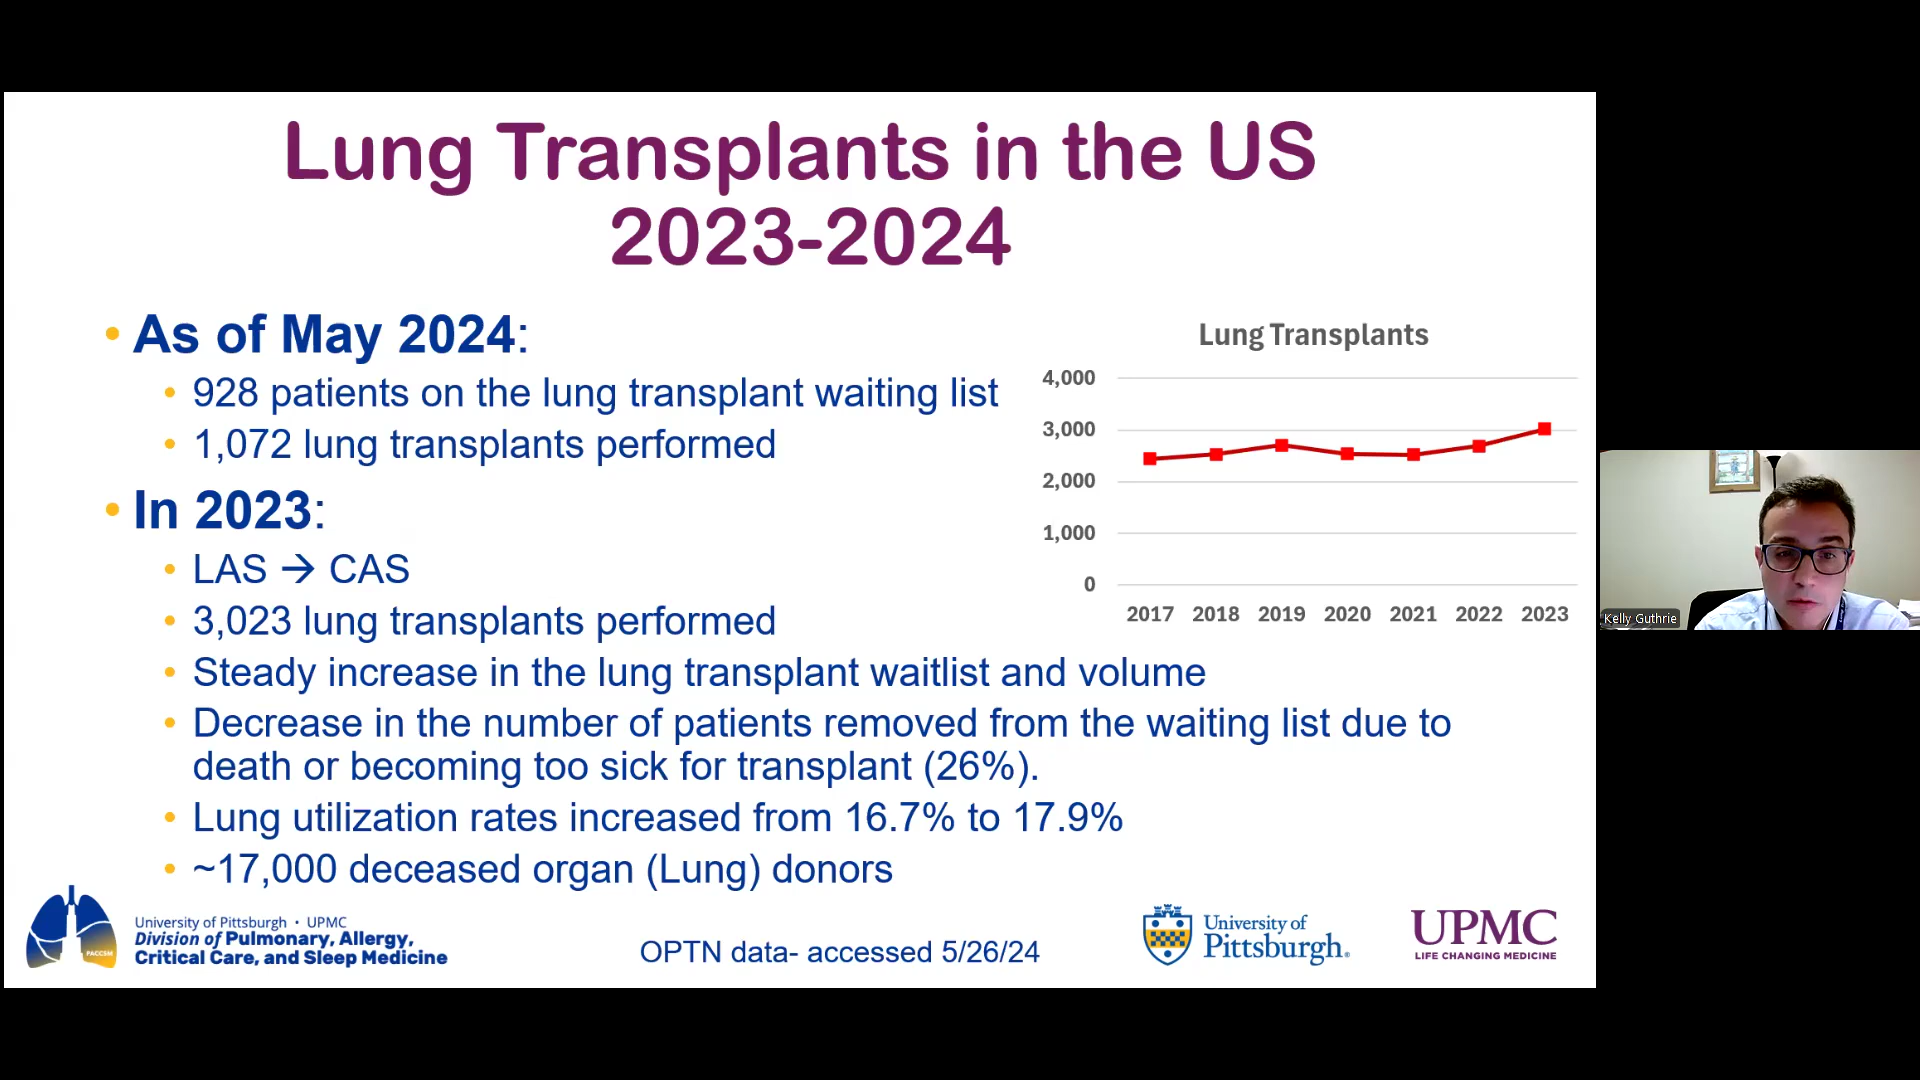 Lung Transplants in the US
2023-2024
• As of May 2024:
• 928 patients on the lung transplant waiting list
• 1,072 lung transplants performed
• In 2023:
• LAS → CAS
• 3,023 lung transplants performed
• Steady increase in the lung transplant waitlist and volume
• Decrease in the number of patients removed from the waiting list due to
death or becoming too sick for transplant (26%).
• Lung utilization rates increased from 16.7% to 17.9%
• ~17,000 deceased organ (Lung) donors
Lung Transplants
4,000
3,000
2,000
1,000
0
2017 2018 2019 2020 2021 2022 2023
Kelly Guthrie
PACCSM
University of Pittsburgh • UPMC
Division of Pulmonary, Allergy,
Critical Care, and Sleep Medicine
OPTN data- accessed 5/26/24
University of
Pittsburgh.
UPMC
LIFE CHANGING MEDICINE